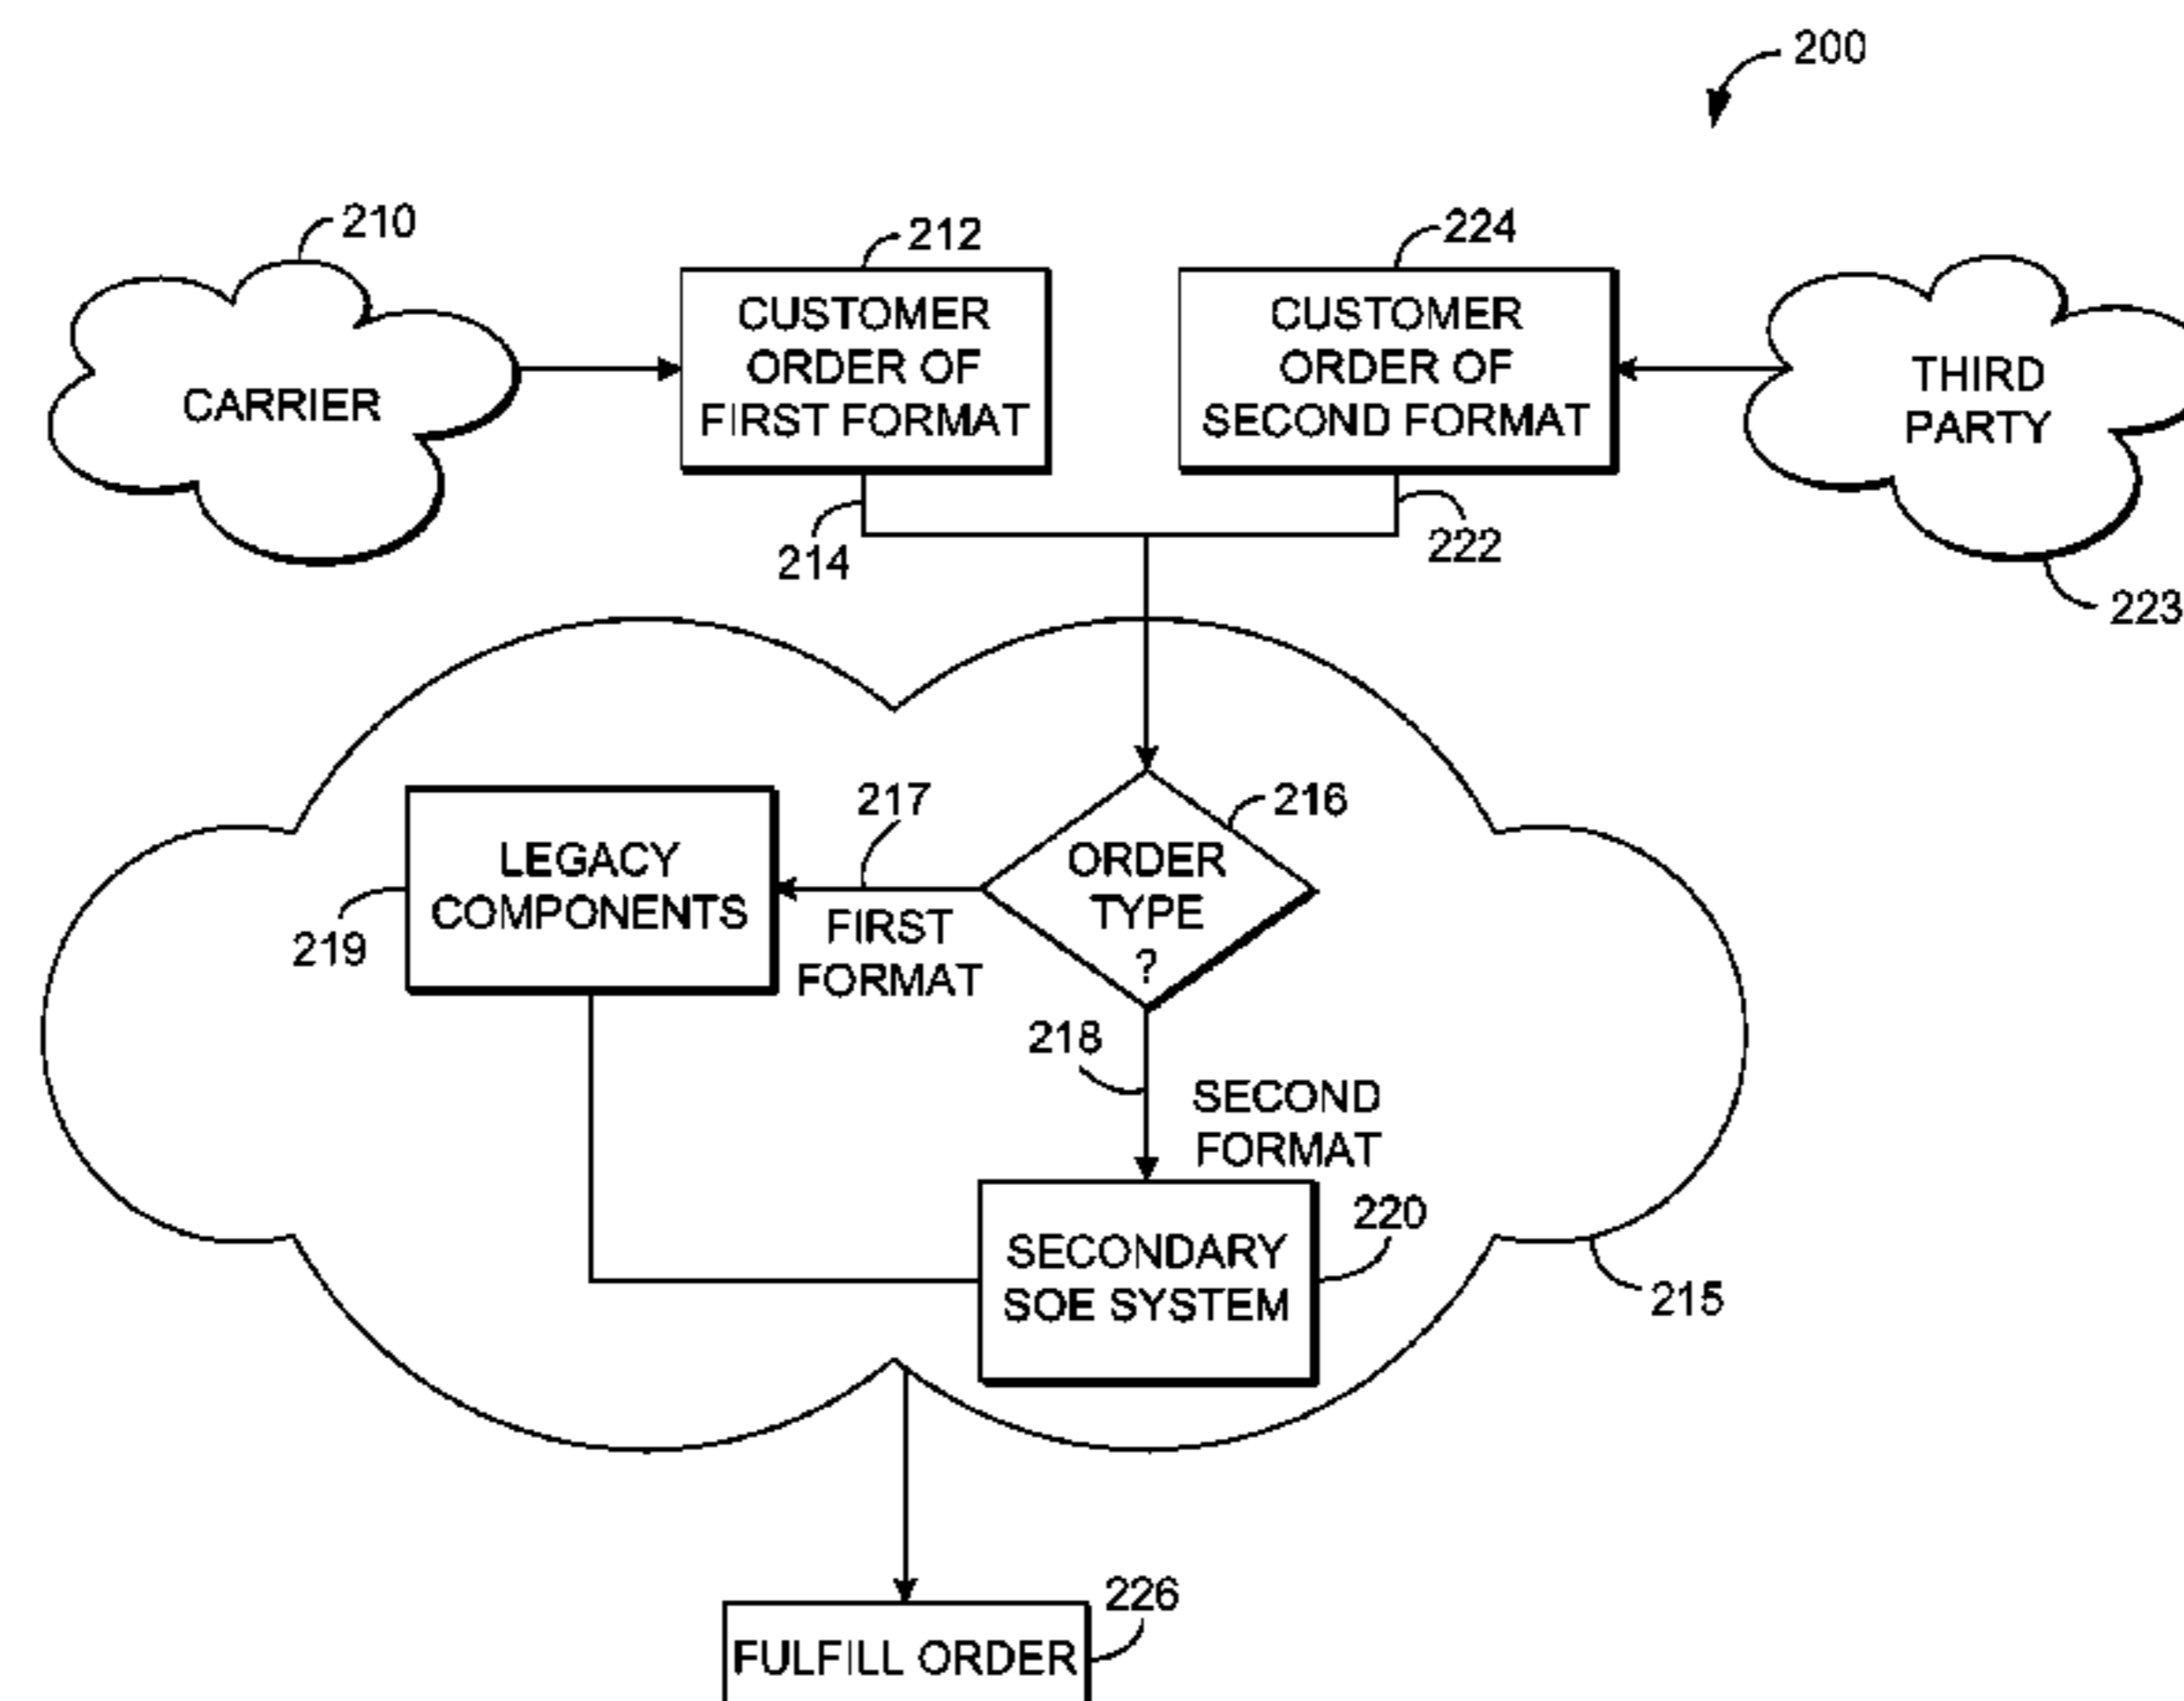 200
210
212
224
CARRIER
CUSTOMER
ORDER OF
FIRST FORMAT
CUSTOMER
ORDER OF
SECOND FORMAT
THIRD
PARTY
214
222
223
217
216
LEGACY
COMPONENTS
219
FIRST
FORMAT
ORDER
TYPE
?
218
SECOND
FORMAT
220
SECONDARY
SOE SYSTEM
215
226
FULFILL ORDER